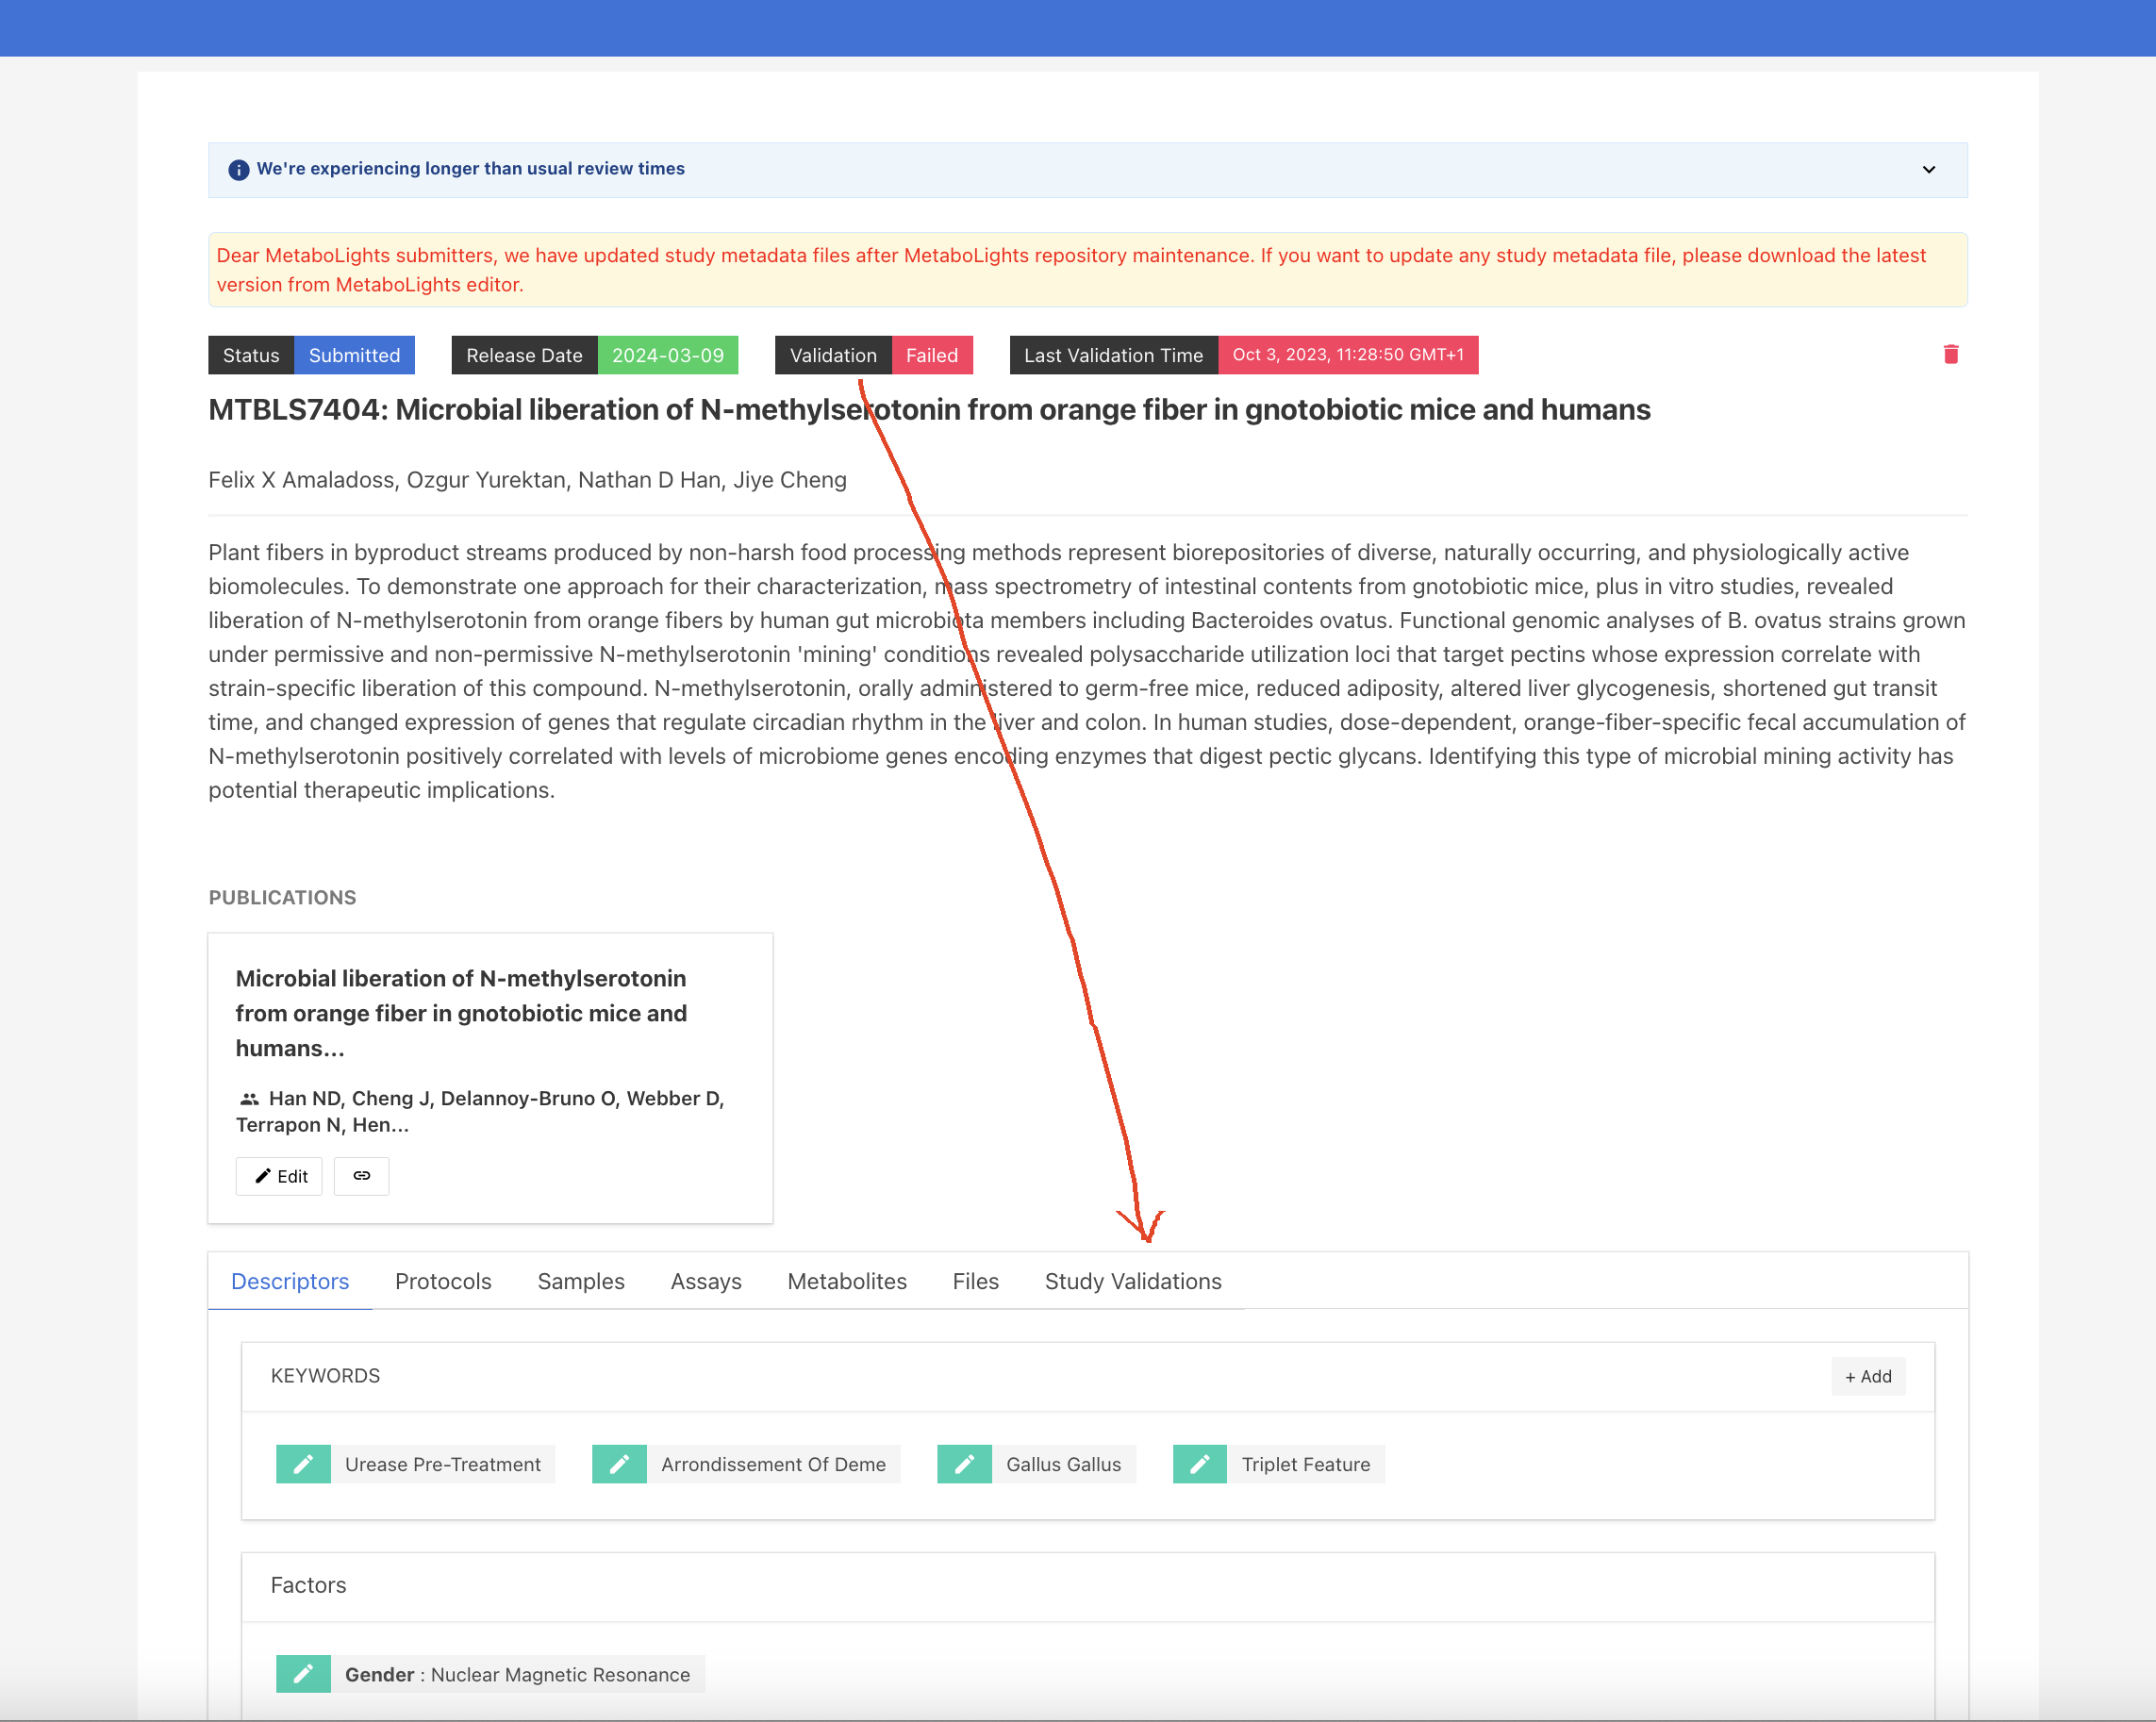 We're experiencing longer than usual review times
Dear MetaboLights submitters, we have updated study metadata files after MetaboLights repository maintenance. If you want to update any study metadata file, please download the latest
version from MetaboLights editor.
Status Submitted Release Date 2024-03-09 Validation Failed Last Validation Time Oct 3, 2023, 11:28:50 GMT+1
MTBLS7404: Microbial liberation of N-methylserotonin from orange fiber in gnotobiotic mice and humans
Felix X Amaladoss, Ozgur Yurektan, Nathan D Han, Jiye Cheng
Plant fibers in byproduct streams produced by non-harsh food processing methods represent biorepositories of diverse, naturally occurring, and physiologically active
biomolecules. To demonstrate one approach for their characterization, mass spectrometry of intestinal contents from gnotobiotic mice, plus in vitro studies, revealed
liberation of N-methylserotonin from orange fibers by human gut microbiota members including Bacteroides ovatus. Functional genomic analyses of B. ovatus strains grown
under permissive and non-permissive N-methylserotonin 'mining' conditions revealed polysaccharide utilization loci that target pectins whose expression correlate with
strain-specific liberation of this compound. N-methylserotonin, orally administered to germ-free mice, reduced adiposity, altered liver glycogenesis, shortened gut transit
time, and changed expression of genes that regulate circadian rhythm in the liver and colon. In human studies, dose-dependent, orange-fiber-specific fecal accumulation of
N-methylserotonin positively correlated with levels of microbiome genes encoding enzymes that digest pectic glycans. Identifying this type of microbial mining activity has
potential therapeutic implications.
PUBLICATIONS
Microbial liberation of N-methylserotonin
from orange fiber in gnotobiotic mice and
humans...
Han ND, Cheng J, Delannoy-Bruno O, Webber D,
Terrapon N, Hen...
Edit
Descriptors Protocols Samples Assays Metabolites Files Study Validations
KEYWORDS + Add
Urease Pre-Treatment Arrondissement Of Deme Gallus Gallus Triplet Feature
Factors
Gender : Nuclear Magnetic Resonance